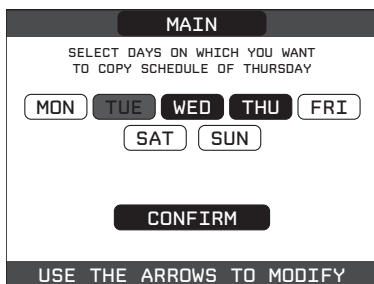 MAIN
SELECT DAYS ON WHICH YOU WANT
TO COPY SCHEDULE OF THURSDAY
MON TUE WED THU FRI
SAT SUN
CONFIRM
USE THE ARROWS TO MODIFY